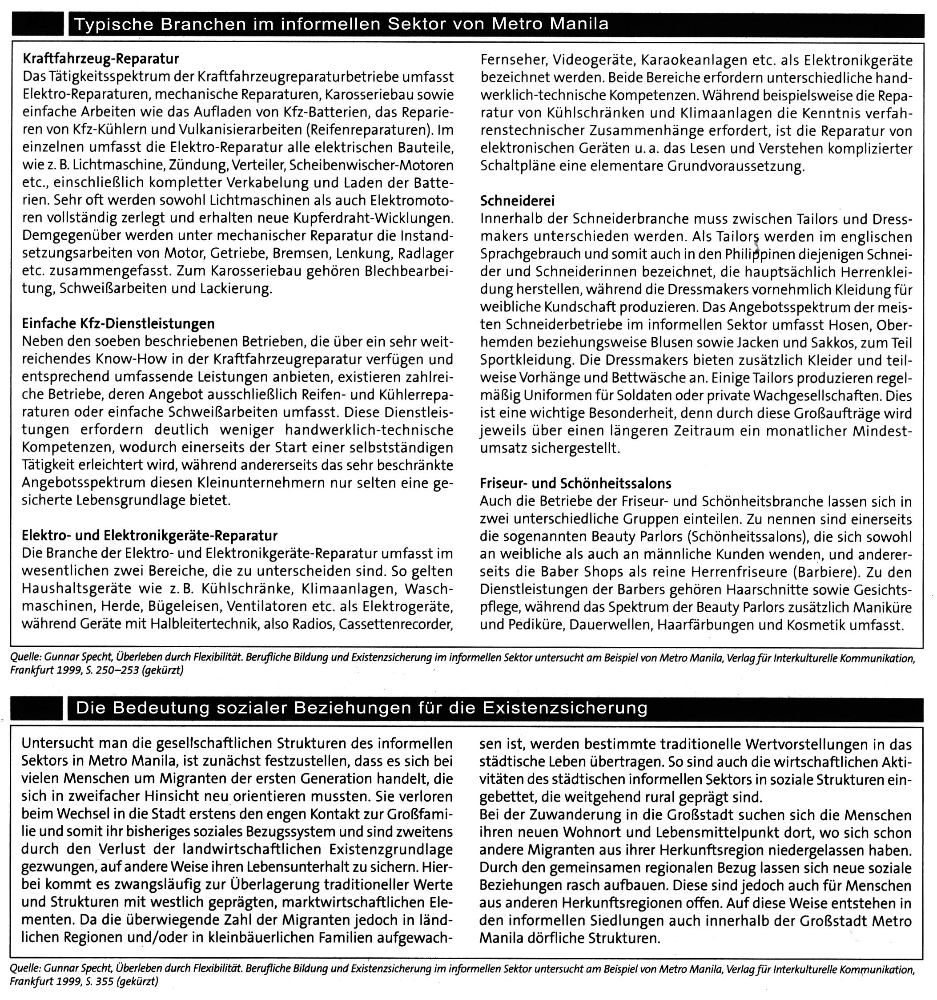 Typische Branchen im informellen Sektor von Metro Manila
Kraftfahrzeug-Reparatur
Das Tätigkeitsspektrum der Kraftfahrzeugreparaturbetriebe umfasst
Elektro-Reparaturen, mechanische Reparaturen, Karosseriebau sowie
einfache Arbeiten wie das Aufladen von Kfz-Batterien, das Reparie-
ren von Kfz-Kühlern und Vulkanisierarbeiten (Reifenreparaturen). Im
einzelnen umfasst die Elektro-Reparatur alle elektrischen Bauteile,
wie z. B. Lichtmaschine, Zündung, Verteiler, Scheibenwischer-Motoren
etc., einschließlich kompletter Verkabelung und Laden der Batte-
rien. Sehr oft werden sowohl Lichtmaschinen als auch Elektromoto-
ren vollständig zerlegt und erhalten neue Kupferdraht-Wicklungen.
Demgegenüber werden unter mechanischer Reparatur die Instand-
setzungsarbeiten von Motor, Getriebe, Bremsen, Lenkung, Radlager
etc. zusammengefasst. Zum Karosseriebau gehören Blechbearbei-
tung, Schweißarbeiten und Lackierung.
Einfache Kfz-Dienstleistungen
Neben den soeben beschriebenen Betrieben, die über ein sehr weit-
reichendes Know-How in der Kraftfahrzeugreparatur verfügen und
entsprechend umfassende Leistungen anbieten, existieren zahlrei-
che Betriebe, deren Angebot ausschließlich Reifen- und Kühlerrepa-
raturen oder einfache Schweißarbeiten umfasst. Diese Dienstleis-
tungen erfordern deutlich weniger handwerklich-technische
Kompetenzen, wodurch einerseits der Start einer selbstständigen
Tätigkeit erleichtert wird, während andererseits das sehr beschränkte
Angebotsspektrum diesen Kleinunternehmern nur selten eine ge-
sicherte Lebensgrundlage bietet.
Elektro- und Elektronikgeräte-Reparatur
Die Branche der Elektro- und Elektronikgeräte-Reparatur umfasst im
wesentlichen zwei Bereiche, die zu unterscheiden sind. So gelten
Haushaltsgeräte wie z. B. Kühlschränke, Klimaanlagen, Wasch-
maschinen, Herde, Bügeleisen, Ventilatoren etc. als Elektrogeräte,
während Geräte mit Halbleitertechnik, also Radios, Cassettenrecorder,
Fernseher, Videogeräte, Karaokeanlagen etc. als Elektronikgeräte
bezeichnet werden. Beide Bereiche erfordern unterschiedliche hand-
werklich-technische Kompetenzen. Während beispielsweise die Repa-
ratur von Kühlschränken und Klimaanlagen die Kenntnis verfah-
renstechnischer Zusammenhänge erfordert, ist die Reparatur von
elektronischen Geräten u. a. das Lesen und Verstehen komplizierter
Schaltpläne eine elementare Grundvoraussetzung.
Schneiderei
Innerhalb der Schneiderbranche muss zwischen Tailors und Dress-
makers unterschieden werden. Als Tailors werden im englischen
Sprachgebrauch und somit auch in den Philippinen diejenigen Schnei-
der und Schneiderinnen bezeichnet, die hauptsächlich Herrenklei-
dung herstellen, während die Dressmakers vornehmlich Kleidung für
weibliche Kundschaft produzieren. Das Angebotsspektrum der meis-
ten Schneiderbetriebe im informellen Sektor umfasst Hosen, Ober-
hemden beziehungsweise Blusen sowie Jacken und Sakkos, zum Teil
Sportkleidung. Die Dressmakers bieten zusätzlich Kleider und teil-
weise Vorhänge und Bettwäsche an. Einige Tailors produzieren regel-
mäßig Uniformen für Soldaten oder private Wachgesellschaften. Dies
ist eine wichtige Besonderheit, denn durch diese Großaufträge wird
jeweils über einen längeren Zeitraum ein monatlicher Mindest-
umsatz sichergestellt.
Friseur- und Schönheitssalons
Auch die Betriebe der Friseur- und Schönheitsbranche lassen sich in
zwei unterschiedliche Gruppen einteilen. Zu nennen sind einerseits
die sogenannten Beauty Parlors (Schönheitssalons), die sich sowohl
an weibliche als auch an männliche Kunden wenden, und anderer-
seits die Baber Shops als reine Herrenfriseure (Barbiere). Zu den
Dienstleistungen der Barbers gehören Haarschnitte sowie Gesichts-
pflege, während das Spektrum der Beauty Parlors zusätzlich Maniküre
und Pediküre, Dauerwellen, Haarfärbungen und Kosmetik umfasst.
Quelle: Gunnar Specht, Überleben durch Flexibilität. Berufliche Bildung und Existenzsicherung im informellen Sektor untersucht am Beispiel von Metro Manila, Verlag für Interkulturelle Kommunikation,
Frankfurt 1999, S. 250–253 (gekürzt)
Die Bedeutung sozialer Beziehungen für die Existenzsicherung
Untersucht man die gesellschaftlichen Strukturen des informellen
Sektors in Metro Manila, ist zunächst festzustellen, dass es sich bei
vielen Menschen um Migranten der ersten Generation handelt, die
sich in zweifacher Hinsicht neu orientieren mussten. Sie verloren
beim Wechsel in die Stadt erstens den engen Kontakt zur Großfami-
lie und somit ihr bisheriges soziales Bezugssystem und sind zweitens
durch den Verlust der landwirtschaftlichen Existenzgrundlage
gezwungen, auf andere Weise ihren Lebensunterhalt zu sichern. Hier-
bei kommt es zwangsläufig zur Überlagerung traditioneller Werte
und Strukturen mit westlich geprägten, marktwirtschaftlichen Ele-
menten. Da die überwiegende Zahl der Migranten jedoch in länd-
lichen Regionen und/oder in kleinbäuerlichen Familien aufgewach-
sen ist, werden bestimmte traditionelle Wertvorstellungen in das
städtische Leben übertragen. So sind auch die wirtschaftlichen Akti-
vitäten des städtischen informellen Sektors in soziale Strukturen ein-
gebettet, die weitgehend rural geprägt sind.
Bei der Zuwanderung in die Großstadt suchen sich die Menschen
ihren neuen Wohnort und Lebensmittelpunkt dort, wo sich schon
andere Migranten aus ihrer Herkunftsregion niedergelassen haben.
Durch den gemeinsamen regionalen Bezug lassen sich neue soziale
Beziehungen rasch aufbauen. Diese sind jedoch auch für Menschen
aus anderen Herkunftsregionen offen. Auf diese Weise entstehen in
den informellen Siedlungen auch innerhalb der Großstadt Metro
Manila dörfliche Strukturen.
Quelle: Gunnar Specht, Überleben durch Flexibilität. Berufliche Bildung und Existenzsicherung im informellen Sektor untersucht am Beispiel von Metro Manila, Verlag für Interkulturelle Kommunikation,
Frankfurt 1999, S. 355 (gekürzt)